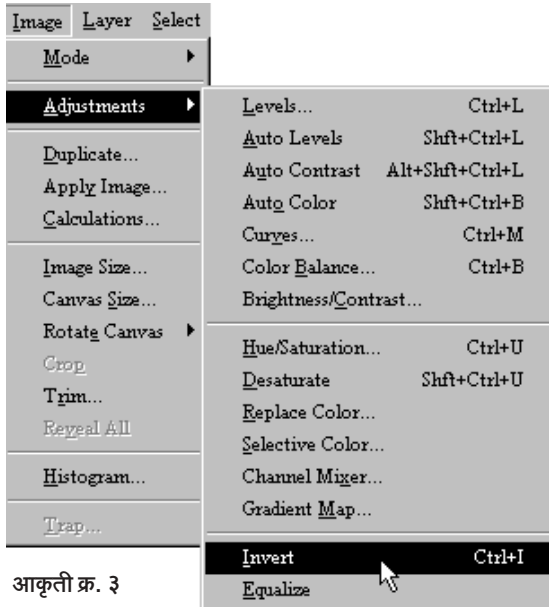 Image Layer Select
Mode
Adjustments
Duplicate...
Apply Image...
Calculations...
Image Size...
Canvas Size...
Rotate Canvas
Crop
Trim...
Reveal All
Histogram...
Trap...
Levels... Ctrl+L
Auto Levels Shft+Ctrl+L
Auto Contrast Alt+Shft+Ctrl+L
Auto Color Shft+Ctrl+B
Curves... Ctrl+M
Color Balance... Ctrl+B
Brightness/Contrast...
Hue/Saturation... Ctrl+U
Desaturate Shft+Ctrl+U
Replace Color...
Selective Color...
Channel Mixer...
Gradient Map...
Invert Ctrl+I
Equalize
आकृती क्र. ३